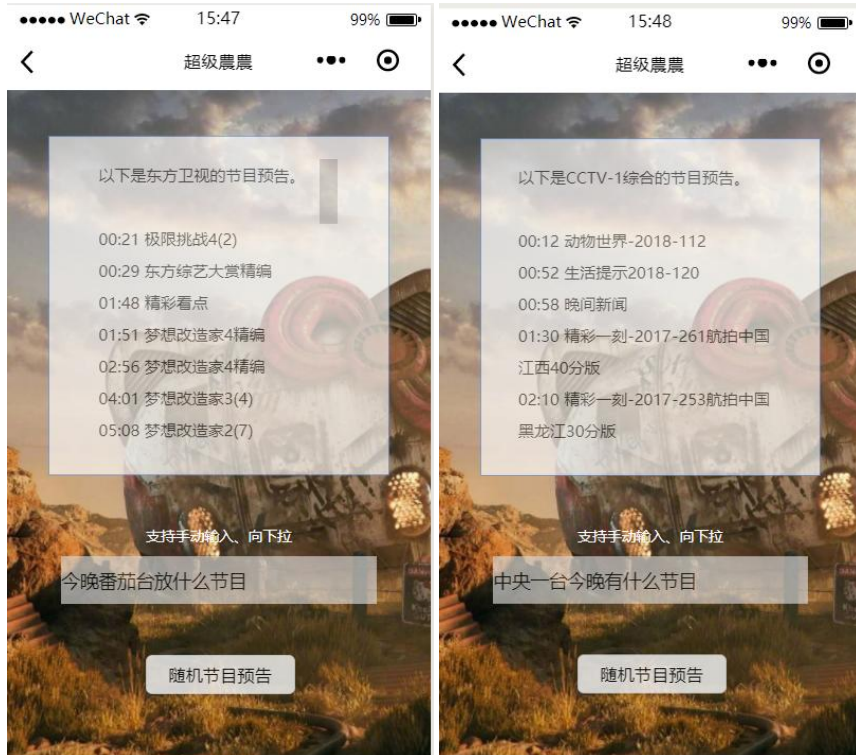 WeChat 15:47 99%
超级農農
以下是东方卫视的节目预告。
00:21 极限挑战4(2)
00:29 东方综艺大赏精编
01:48 精彩看点
01:51 梦想改造家4精编
02:56 梦想改造家4精编
04:01 梦想改造家3(4)
05:08 梦想改造家2(7)
支持手动输入、向下拉
今晚番茄台放什么节目
随机节目预告
WeChat 15:48 99%
超级農農
以下是CCTV-1综合的节目预告。
00:12 动物世界-2018-112
00:52 生活提示2018-120
00:58 晚间新闻
01:30 精彩一刻-2017-261航拍中国
江西40分版
02:10 精彩一刻-2017-253航拍中国
黑龙江30分版
支持手动输入、向下拉
中央一台今晚有什么节目
随机节目预告